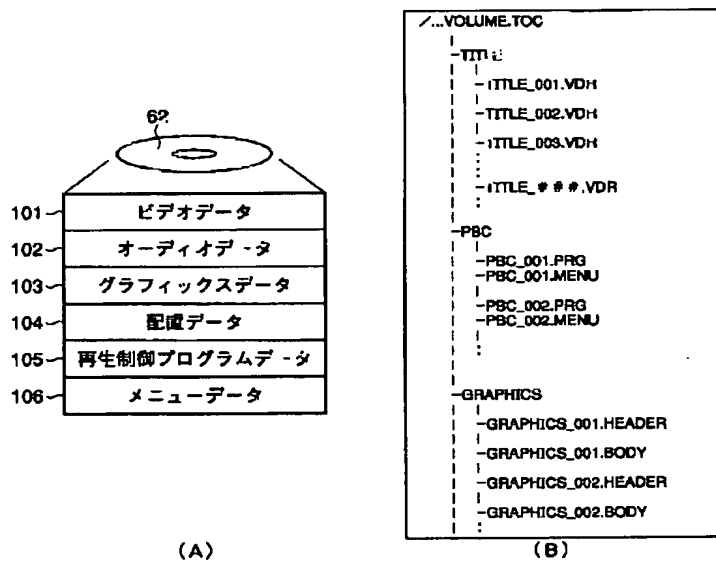 62
101 ビデオデータ
102 オーディオデータ
103 グラフィックスデータ
104 配置データ
105 再生制御プログラムデータ
106 メニューデータ
(A)
/...VOLUME.TOC
TITLE
TITLE_001.VDR
TITLE_002.VDR
TITLE_003.VDR
TITLE_###.VDR
PBC
PBC_001.PRG
PBC_001.MENU
PBC_002.PRG
PBC_002.MENU
GRAPHICS
GRAPHICS_001.HEADER
GRAPHICS_001.BODY
GRAPHICS_002.HEADER
GRAPHICS_002.BODY
(B)